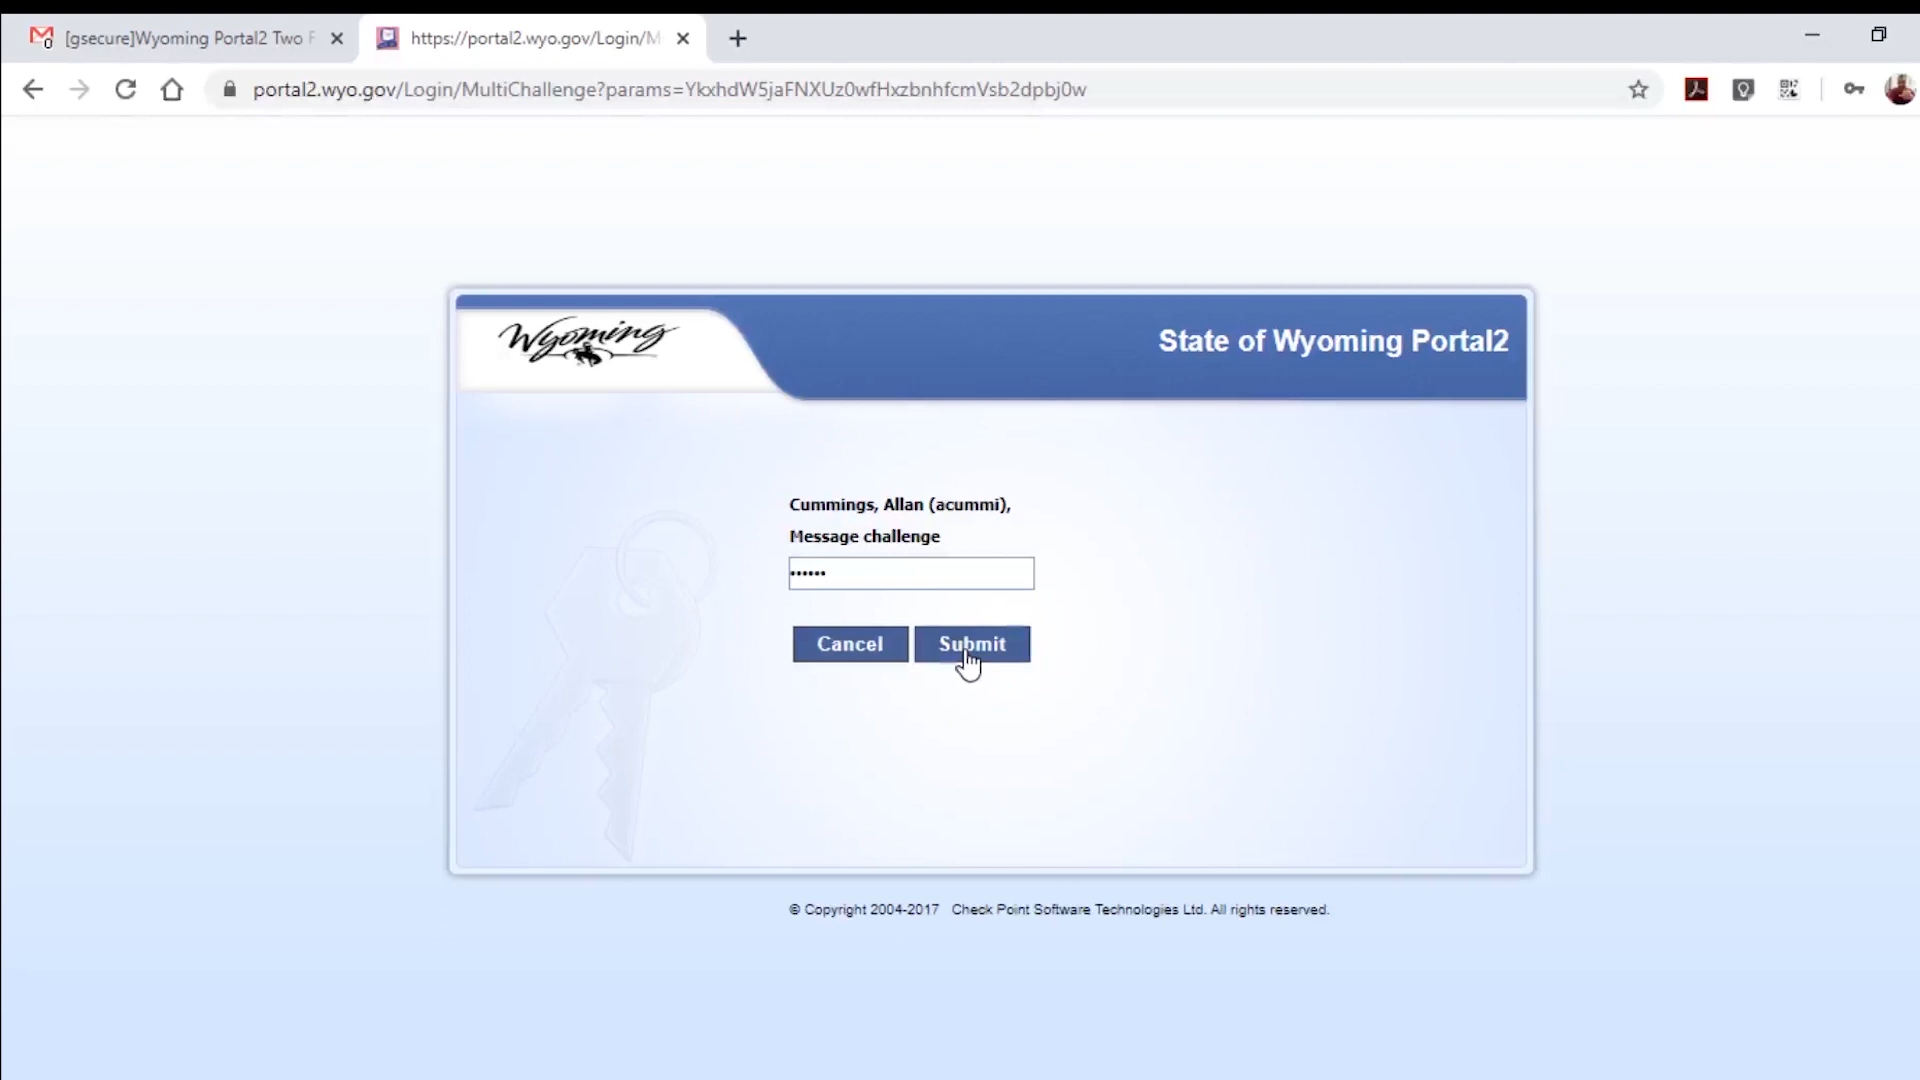 [gsecure]Wyoming Portal2 Two F
https://portal2.wyo.gov/Login/M
portal2.wyo.gov/Login/MultiChallenge?params=YkxhdW5jaFNXUz0wfHxzbnhfcmVsb2dpbj0w
Wyoming
State of Wyoming Portal2
Cummings, Allan (acummi),
Message challenge
••••••
Cancel
Submit
© Copyright 2004-2017 Check Point Software Technologies Ltd. All rights reserved.